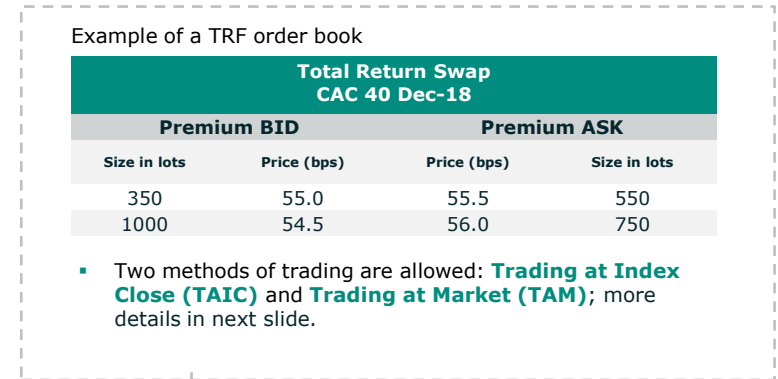 Example of a TRF order book
Total Return Swap
CAC 40 Dec-18
Premium BID Premium ASK
Size in lots Price (bps) Price (bps) Size in lots
350 55.0 55.5 550
1000 54.5 56.0 750
▪ Two methods of trading are allowed: Trading at Index
Close (TAIC) and Trading at Market (TAM); more
details in next slide.